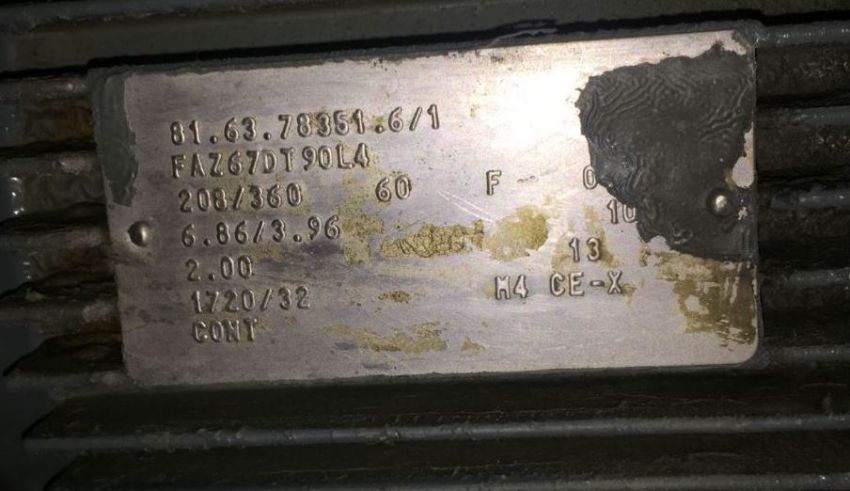 81.63.78351.6/1
FAZ67DT90L4
208/360 60 F 0
6.86/3.96 10
2.00 13
1720/32 M4 CE-X
CONT